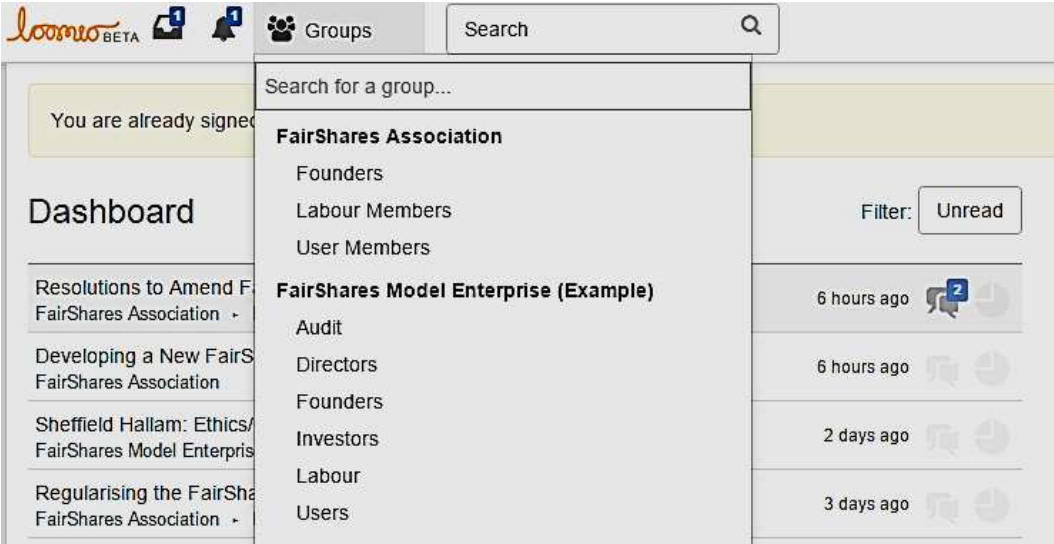 loomio BETA 1 1 Groups Search
Search for a group...
You are already signed
FairShares Association
Founders
Labour Members
User Members
FairShares Model Enterprise (Example)
Audit
Directors
Founders
Investors
Labour
Users
Dashboard
Filter: Unread
Resolutions to Amend
FairShares Association
6 hours ago 2
Developing a New
FairShares Association
6 hours ago
Sheffield Hallam: Ethics/
FairShares Model
2 days ago
Regularising the
FairShares Association
3 days ago